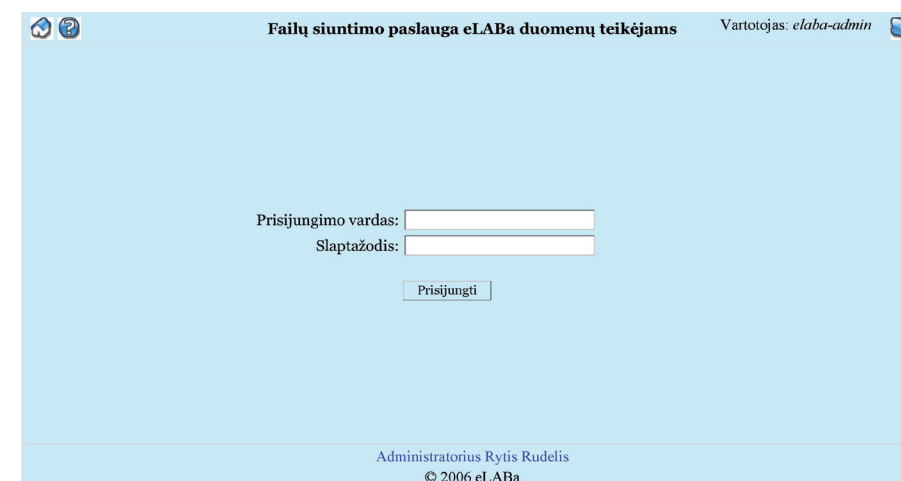 Failų siuntimo paslauga eLABa duomenų teikėjams
Vartotojas: elaba-admin
Prisijungimo vardas:
Slaptažodis:
Prisijungti
Administratorius Rytis Rudelis
© 2006 eLABa